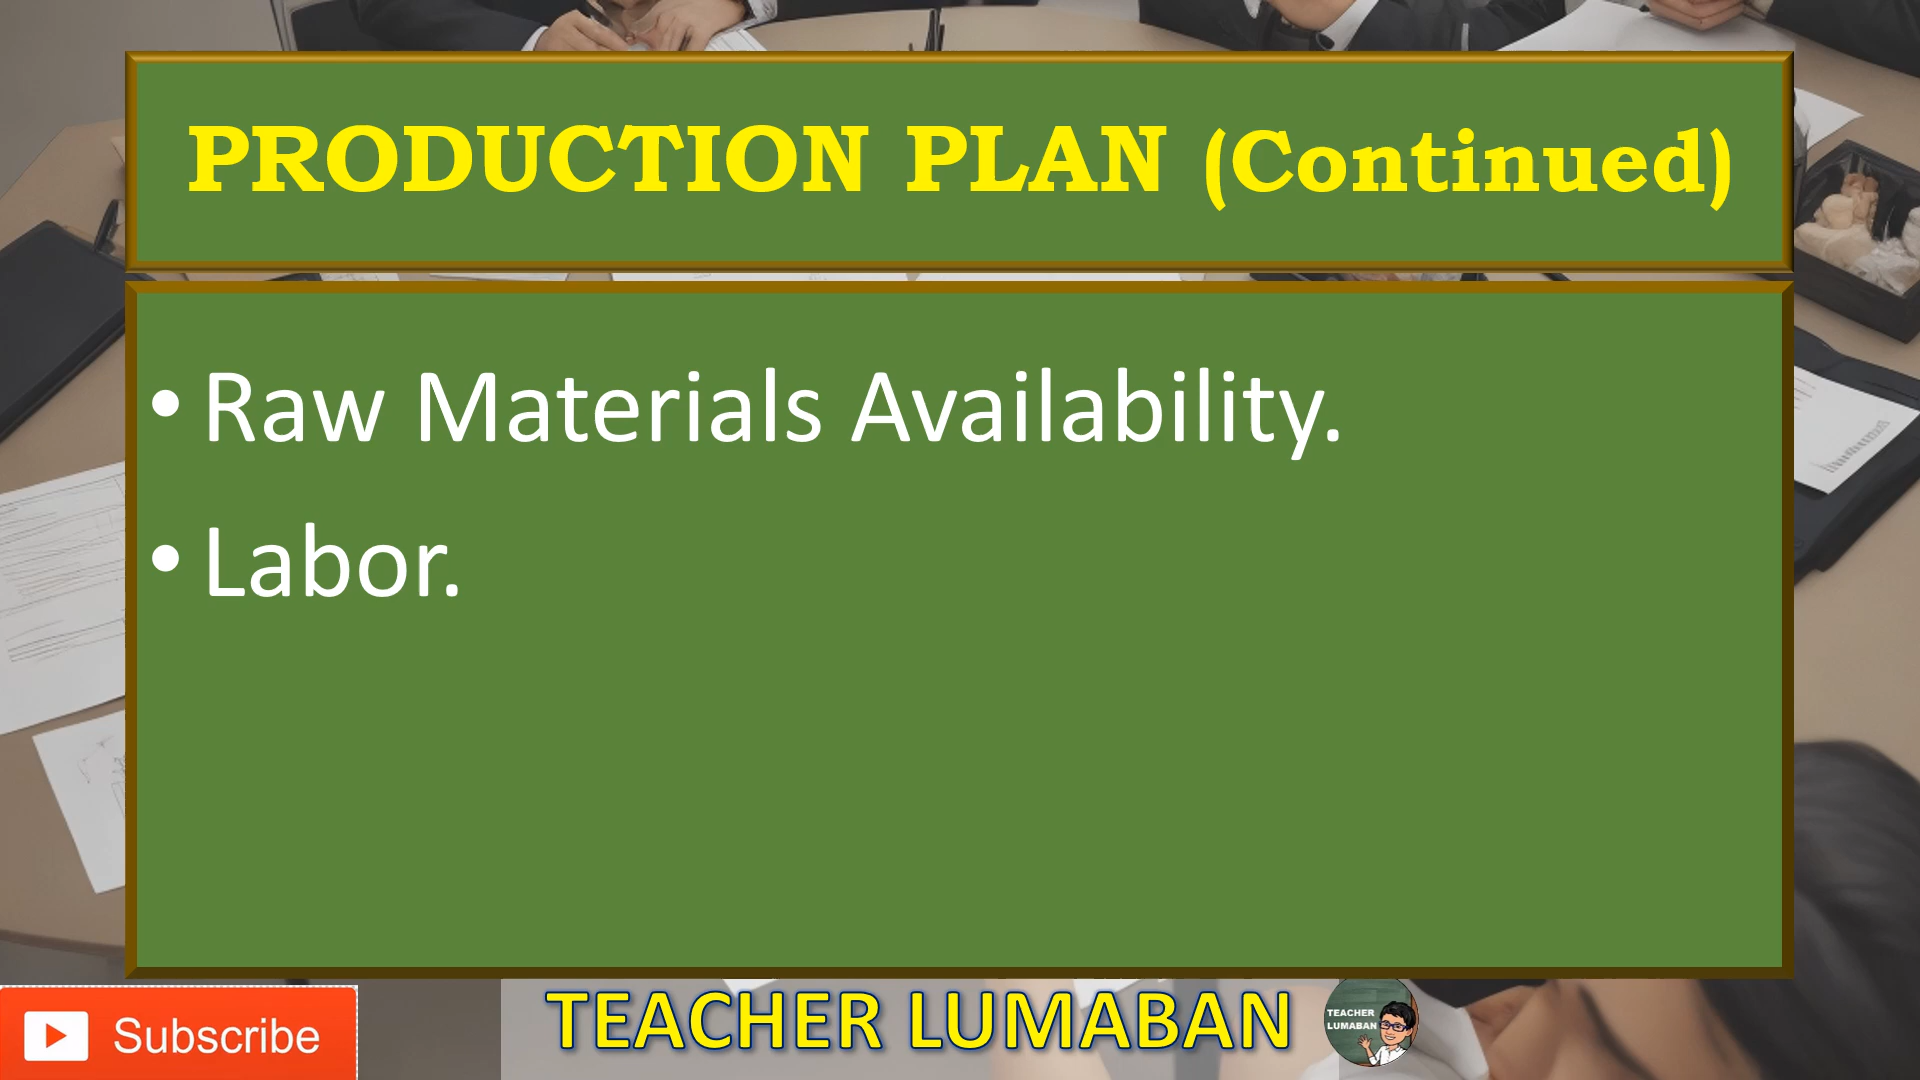 PRODUCTION PLAN (Continued)
• Raw Materials Availability.
• Labor.
Subscribe
TEACHER LUMABAN
TEACHER
LUMABAN